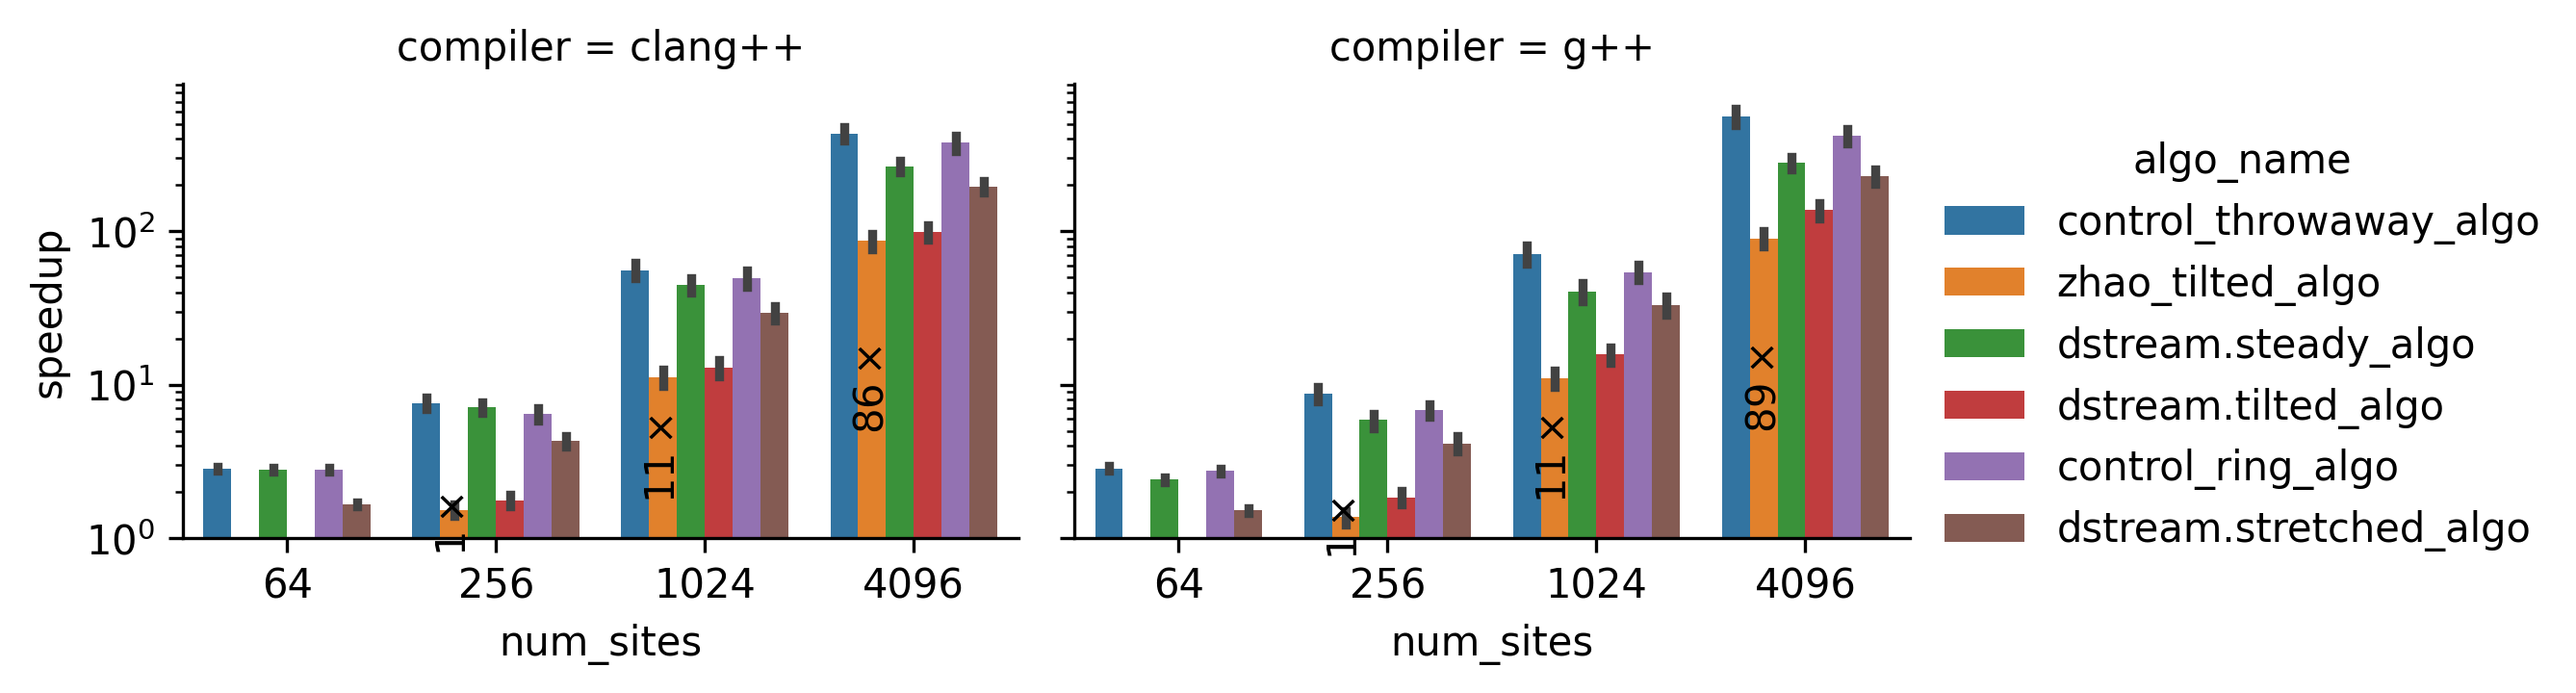 compiler = clang++
compiler = g++
speedup
10²
10¹
10⁰
1 ×
11 ×
86 ×
1 ×
11 ×
89 ×
64
256
1024
4096
64
256
1024
4096
num_sites
num_sites
algo_name
control_throwaway_algo
zhao_tilted_algo
dstream.steady_algo
dstream.tilted_algo
control_ring_algo
dstream.stretched_algo